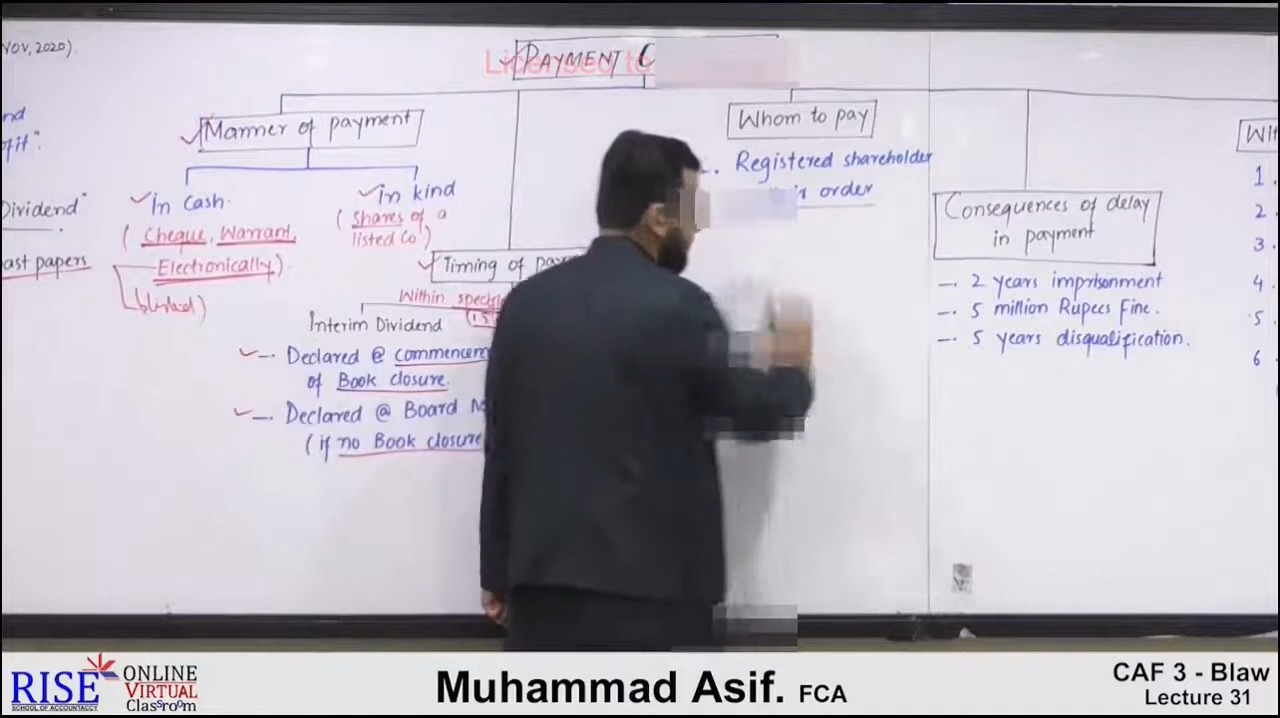 NOV, 2020)
Licensed to
PAYMENT
Manner of payment
In cash.
( Cheque, Warrant,
Electronically)
In kind
( Shares of a
listed Co')
Dividend"
ast papers
Timing of
Within
Interim Dividend
Declared @
of Book closure.
Declared @ Board
(if no Book closure
Whom to pay
Registered shareholder
order
Consequences of delay
in payment
2 years imprisonment
5 million Rupees Fine.
5 years disqualification.
1.
2.
3.
4.
5.
6
RISE
SCHOOL OF ACCOUNTANCY
ONLINE
VIRTUAL
Classroom
Muhammad Asif. FCA
CAF 3 - Blaw
Lecture 31